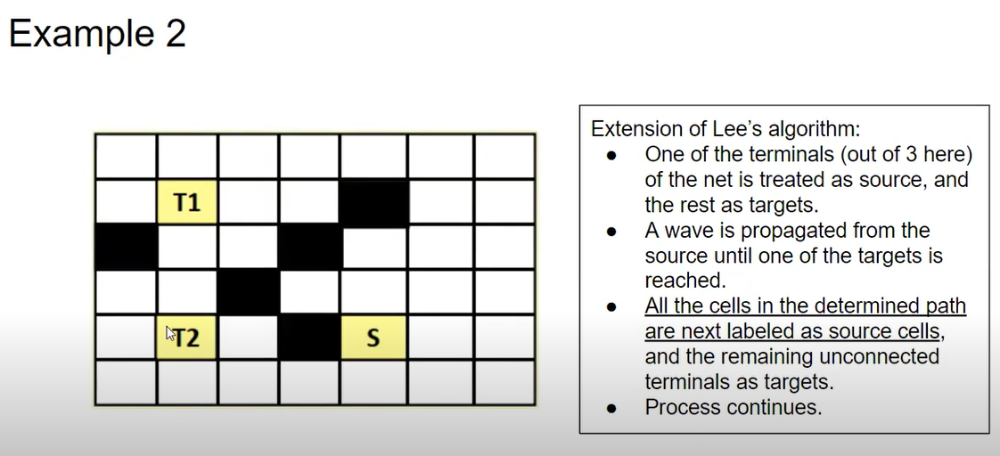 Example 2
T1
T2
S
Extension of Lee's algorithm:
● One of the terminals (out of 3 here)
of the net is treated as source, and
the rest as targets.
● A wave is propagated from the
source until one of the targets is
reached.
● All the cells in the determined path
are next labeled as source cells,
and the remaining unconnected
terminals as targets.
● Process continues.